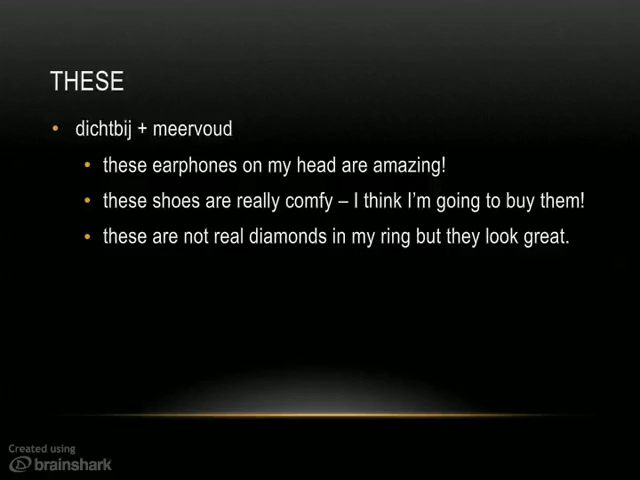 THESE
• dichtbij + meervoud
• these earphones on my head are amazing!
• these shoes are really comfy – I think I'm going to buy them!
• these are not real diamonds in my ring but they look great.
Created using
brainshark